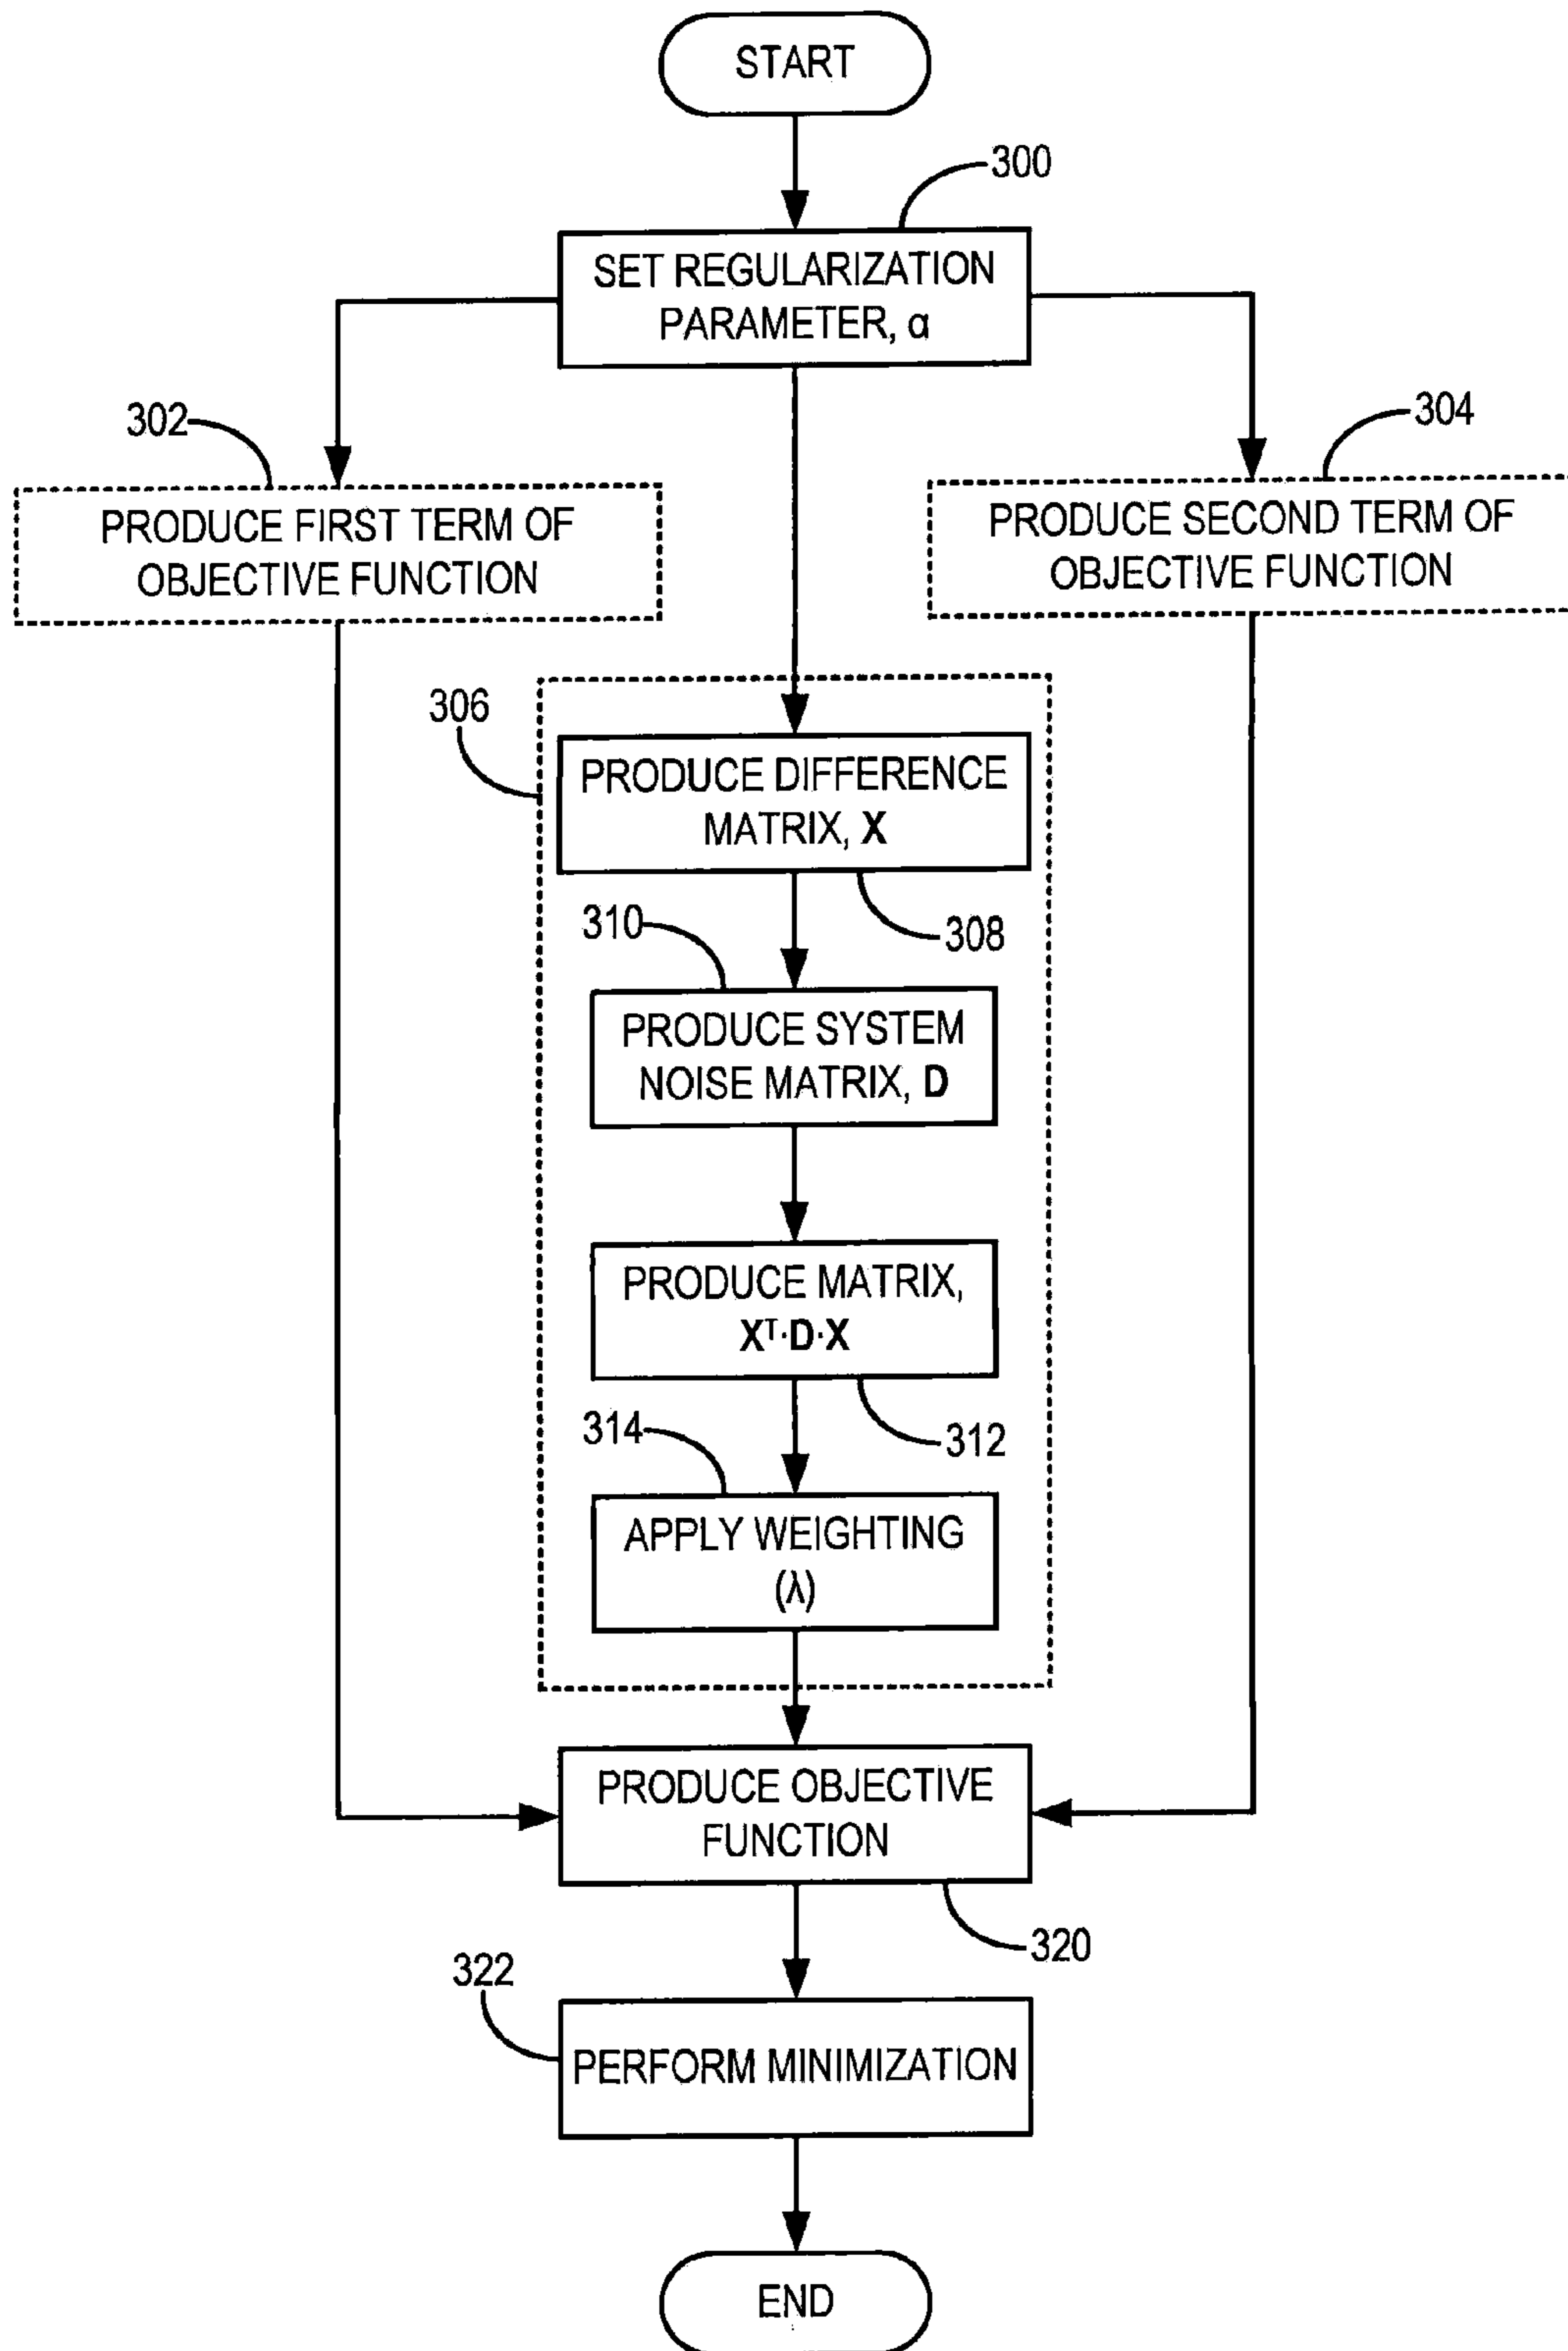 START
300
SET REGULARIZATION
PARAMETER, α
302
304
PRODUCE FIRST TERM OF
OBJECTIVE FUNCTION
PRODUCE SECOND TERM OF
OBJECTIVE FUNCTION
306
PRODUCE DIFFERENCE
MATRIX, X
308
310
PRODUCE SYSTEM
NOISE MATRIX, D
PRODUCE MATRIX,
Xᵀ·D·X
312
314
APPLY WEIGHTING
(λ)
PRODUCE OBJECTIVE
FUNCTION
320
322
PERFORM MINIMIZATION
END